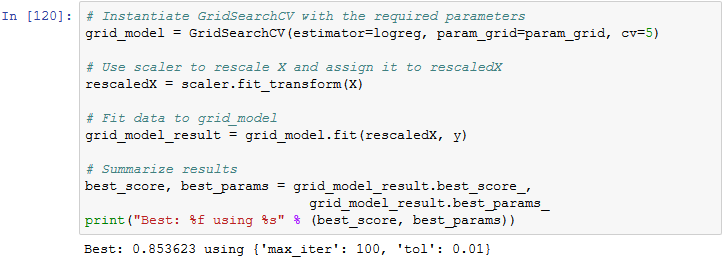 In [120]: # Instantiate GridSearchCV with the required parameters
grid_model = GridSearchCV(estimator=logreg, param_grid=param_grid, cv=5)

# Use scaler to rescale X and assign it to rescaledX
rescaledX = scaler.fit_transform(X)

# Fit data to grid_model
grid_model_result = grid_model.fit(rescaledX, y)

# Summarize results
best_score, best_params = grid_model_result.best_score_,
                          grid_model_result.best_params_
print("Best: %f using %s" % (best_score, best_params))
Best: 0.853623 using {'max_iter': 100, 'tol': 0.01}